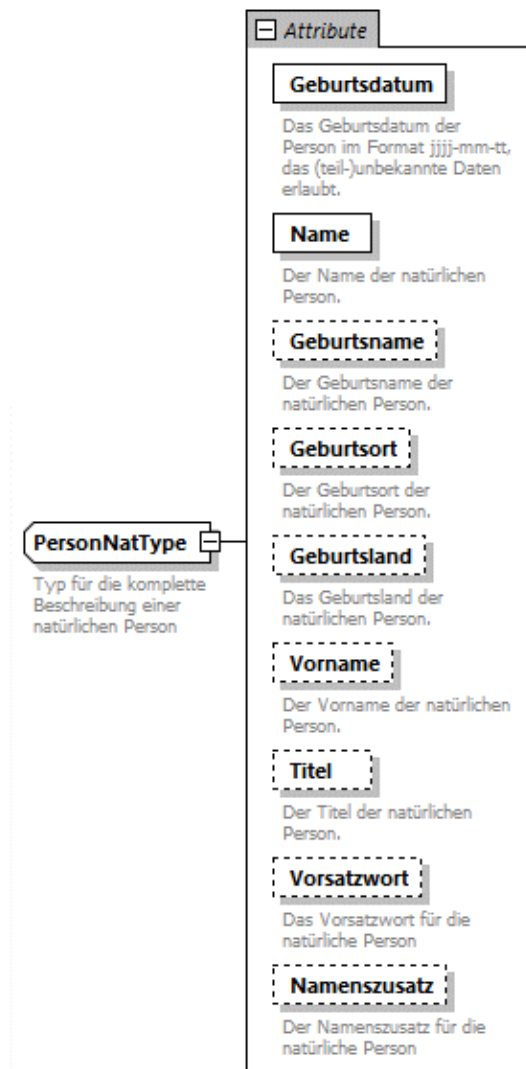 Attribute
Geburtsdatum
Das Geburtsdatum der
Person im Format jjjj-mm-tt,
das (teil-)unbekannte Daten
erlaubt.
Name
Der Name der natürlichen
Person.
Geburtsname
Der Geburtsname der
natürlichen Person.
Geburtsort
Der Geburtsort der
natürlichen Person.
PersonNatType
Typ für die komplette
Beschreibung einer
natürlichen Person
Geburtsland
Das Geburtsland der
natürlichen Person.
Vorname
Der Vorname der natürlichen
Person.
Titel
Der Titel der natürlichen
Person.
Vorsatzwort
Das Vorsatzwort für die
natürliche Person
Namenszusatz
Der Namenszusatz für die
natürliche Person